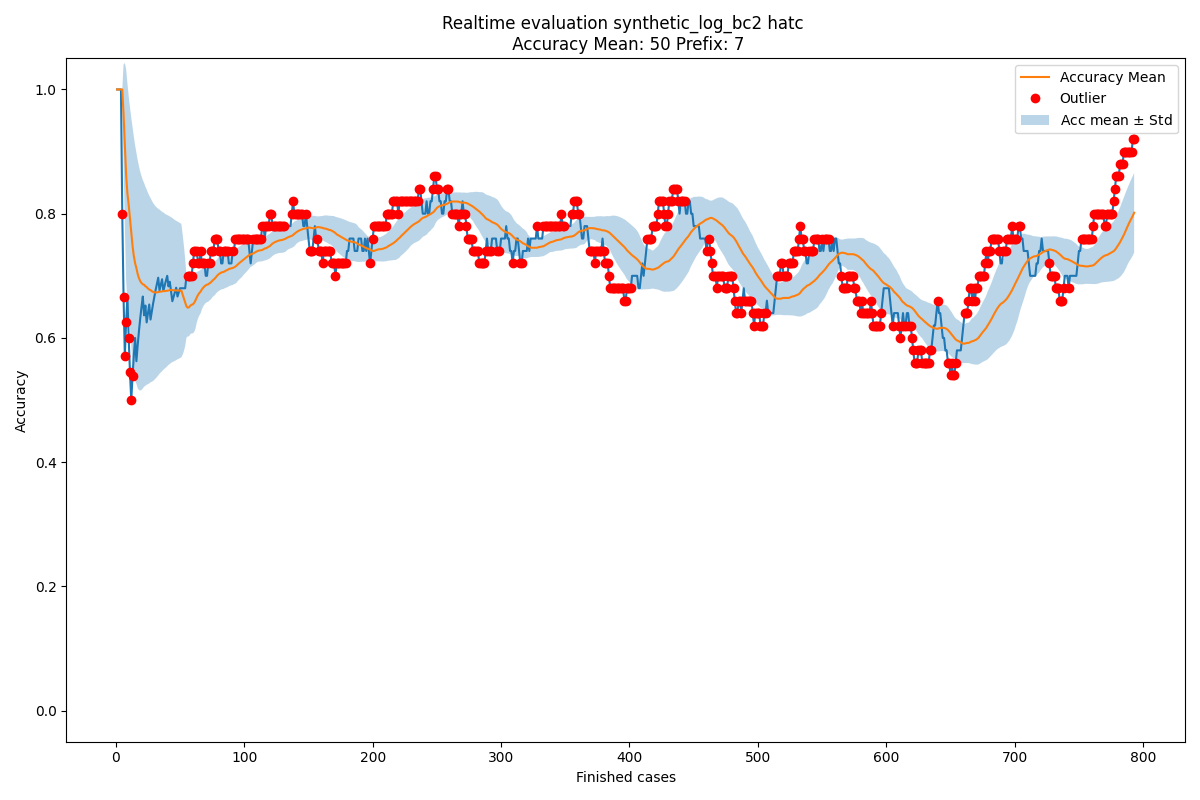 Realtime evaluation synthetic_log_bc2 hatc
Accuracy Mean: 50 Prefix: 7
Accuracy Mean
Outlier
Acc mean ± Std
Accuracy
1.0
0.8
0.6
0.4
0.2
0.0
0 100 200 300 400 500 600 700 800
Finished cases